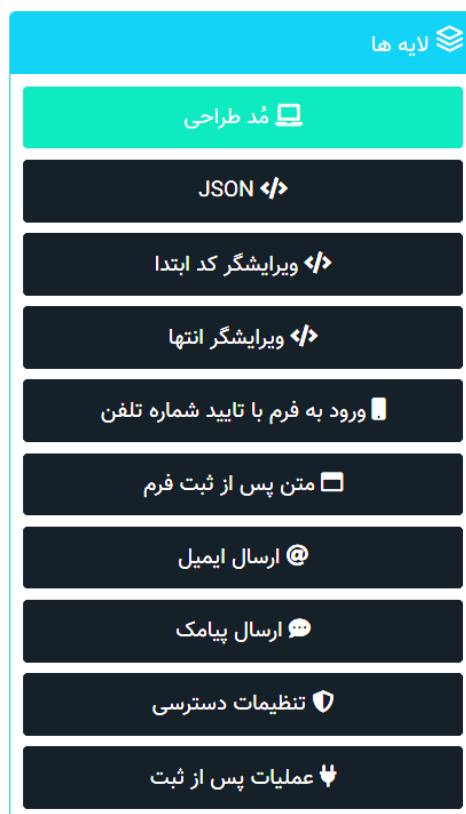 لایه ها
مُد طراحی
JSON
ویرایشگر کد ابتدا
ویرایشگر انتها
ورود به فرم با تایید شماره تلفن
متن پس از ثبت فرم
ارسال ایمیل
ارسال پیامک
تنظیمات دسترسی
عملیات پس از ثبت